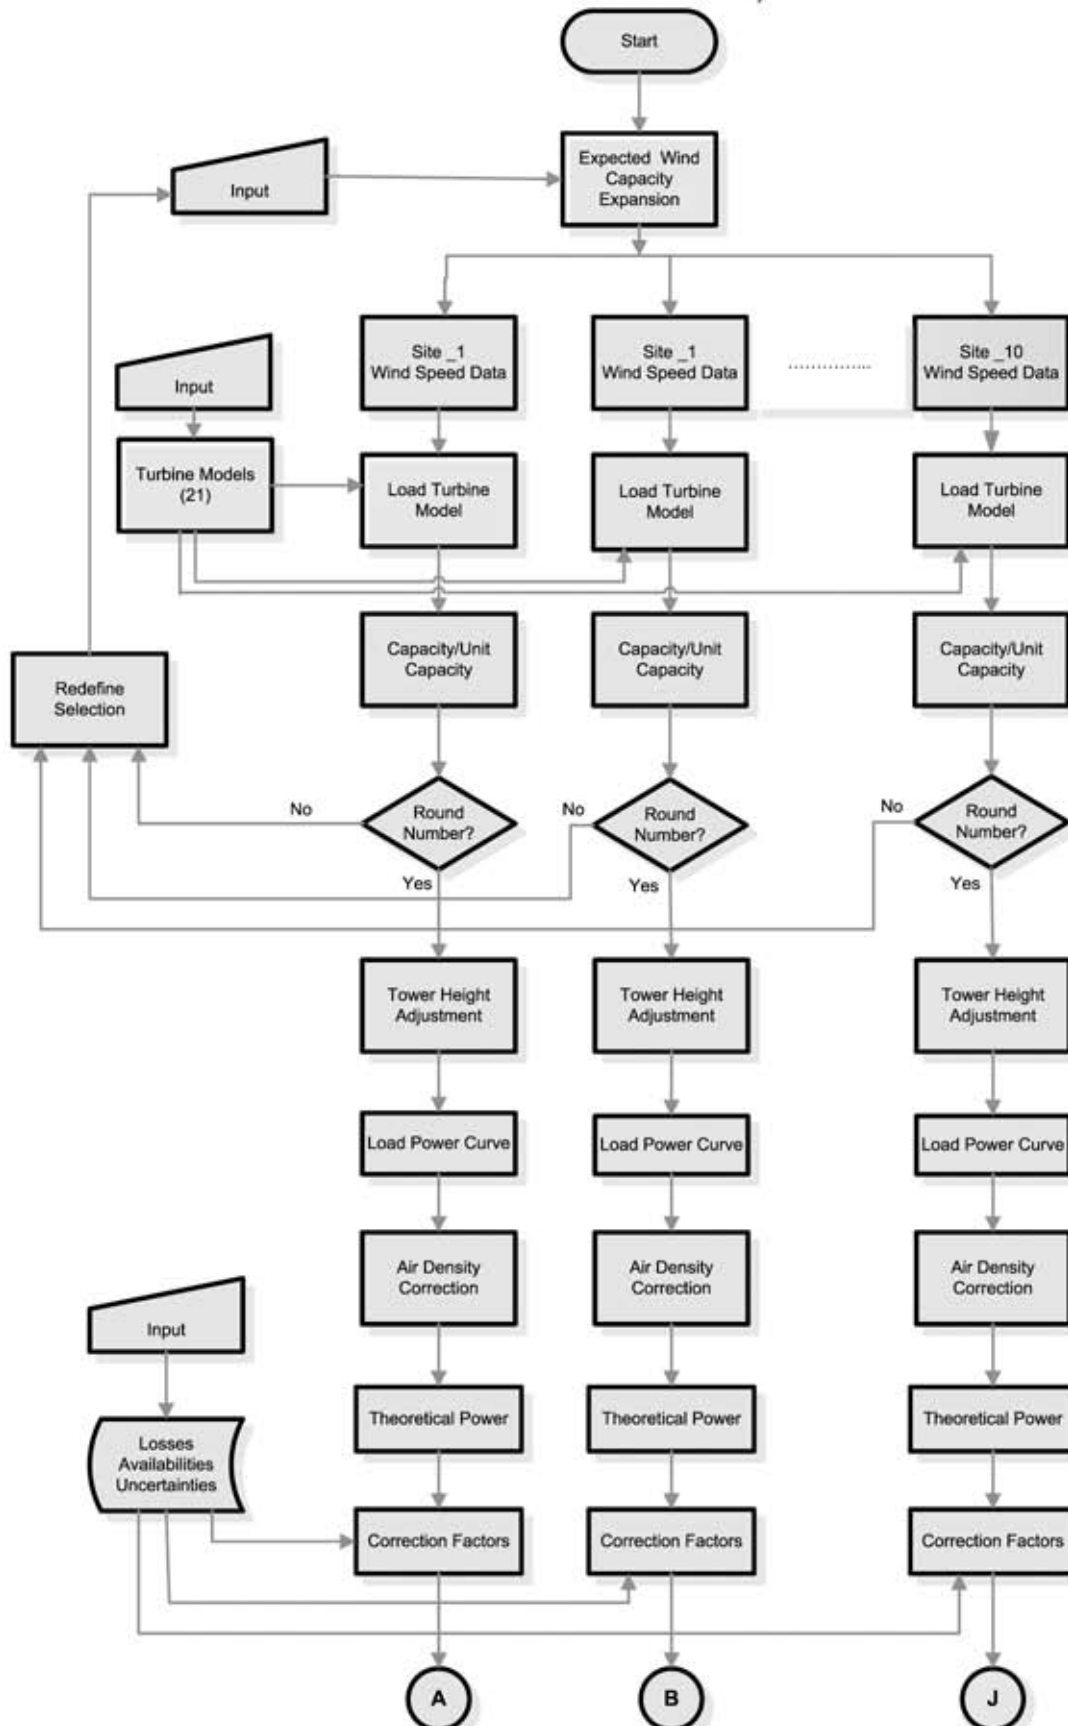 Start
Input
Expected Wind
Capacity
Expansion
Input
Site _1
Wind Speed Data
Site _1
Wind Speed Data
..............
Site _10
Wind Speed Data
Turbine Models
(21)
Load Turbine
Model
Load Turbine
Model
Load Turbine
Model
Redefine
Selection
Capacity/Unit
Capacity
Capacity/Unit
Capacity
Capacity/Unit
Capacity
No
Round
Number?
Yes
No
Round
Number?
Yes
No
Round
Number?
Yes
Tower Height
Adjustment
Tower Height
Adjustment
Tower Height
Adjustment
Load Power Curve
Load Power Curve
Load Power Curve
Air Density
Correction
Air Density
Correction
Air Density
Correction
Input
Theoretical Power
Theoretical Power
Theoretical Power
Losses
Availabilities
Uncertainties
Correction Factors
Correction Factors
Correction Factors
A
B
J